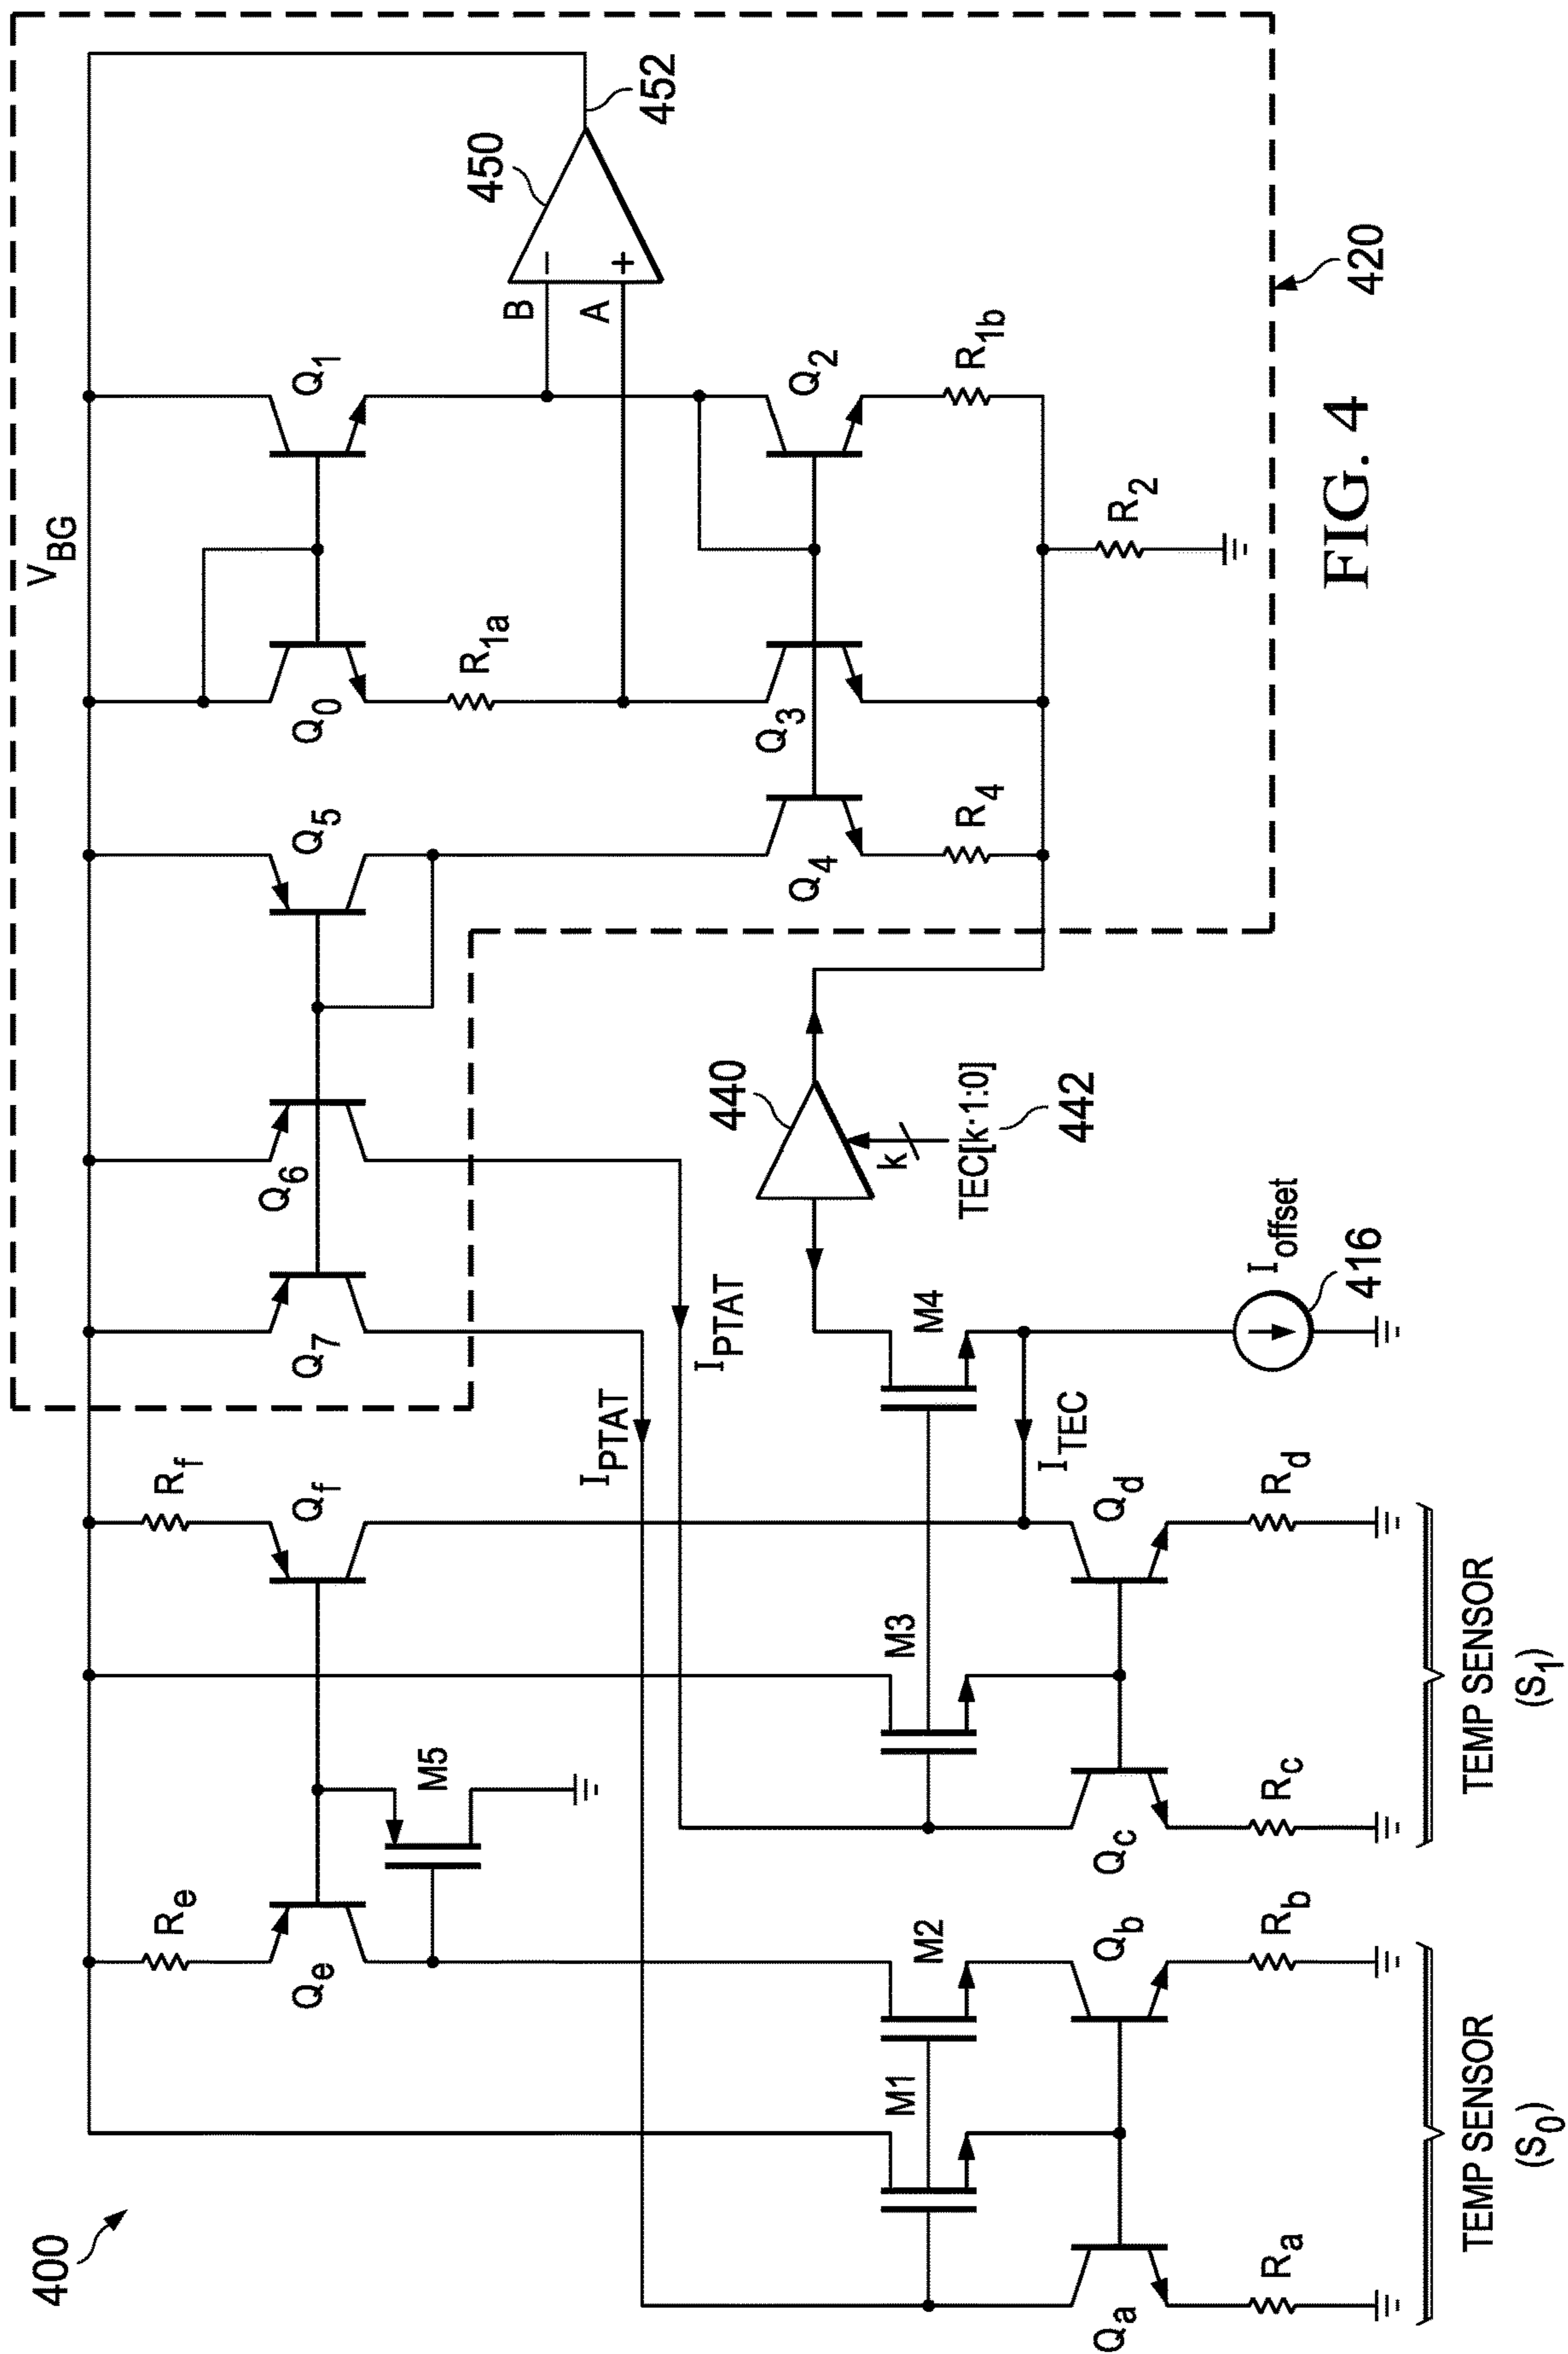 400
V_BG
R_e
R_f
Q_e
Q_f
M5
Q_7
Q_6
Q_5
Q_0
Q_1
R_1a
B
A
−
+
450
452
I_PTAT
I_PTAT
Q_4
Q_3
Q_2
R_4
R_1b
R_2
440
k
TEC[k-1:0]
442
M1
M2
M3
M4
I_TEC
I_offset
416
Q_a
Q_b
Q_c
Q_d
R_a
R_b
R_c
R_d
TEMP SENSOR
(S_0)
TEMP SENSOR
(S_1)
420
FIG. 4